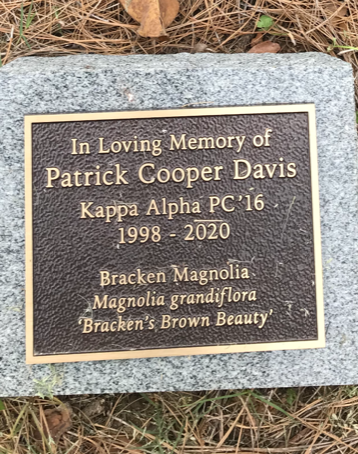 In Loving Memory of
Patrick Cooper Davis
Kappa Alpha PC '16
1998 - 2020
Bracken Magnolia
Magnolia grandiflora
'Bracken's Brown Beauty'